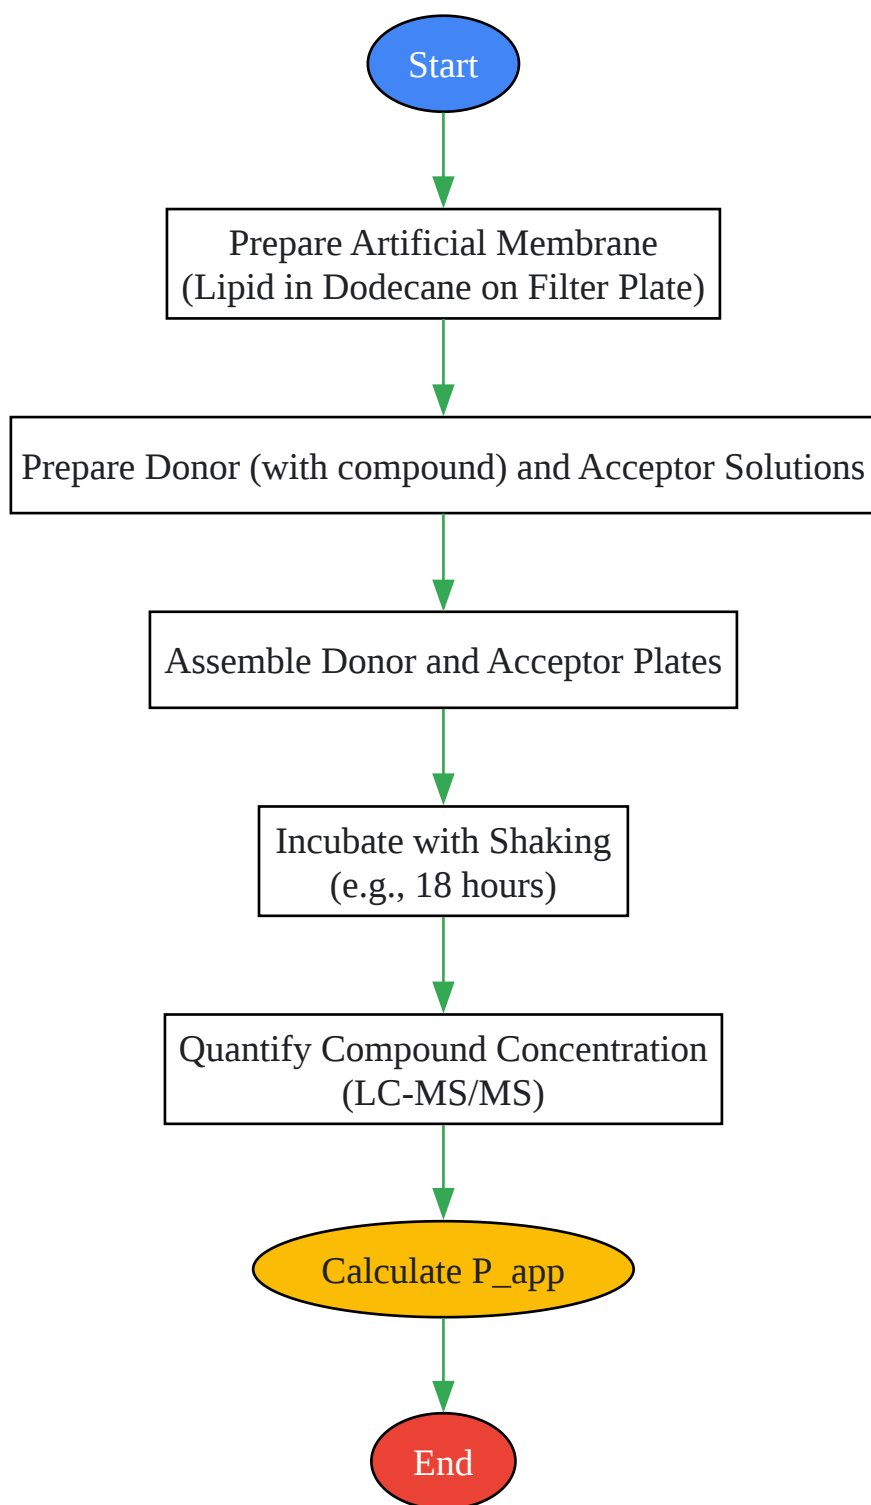 Start
Prepare Artificial Membrane
(Lipid in Dodecane on Filter Plate)
Prepare Donor (with compound) and Acceptor Solutions
Assemble Donor and Acceptor Plates
Incubate with Shaking
(e.g., 18 hours)
Quantify Compound Concentration
(LC-MS/MS)
Calculate P_app
End